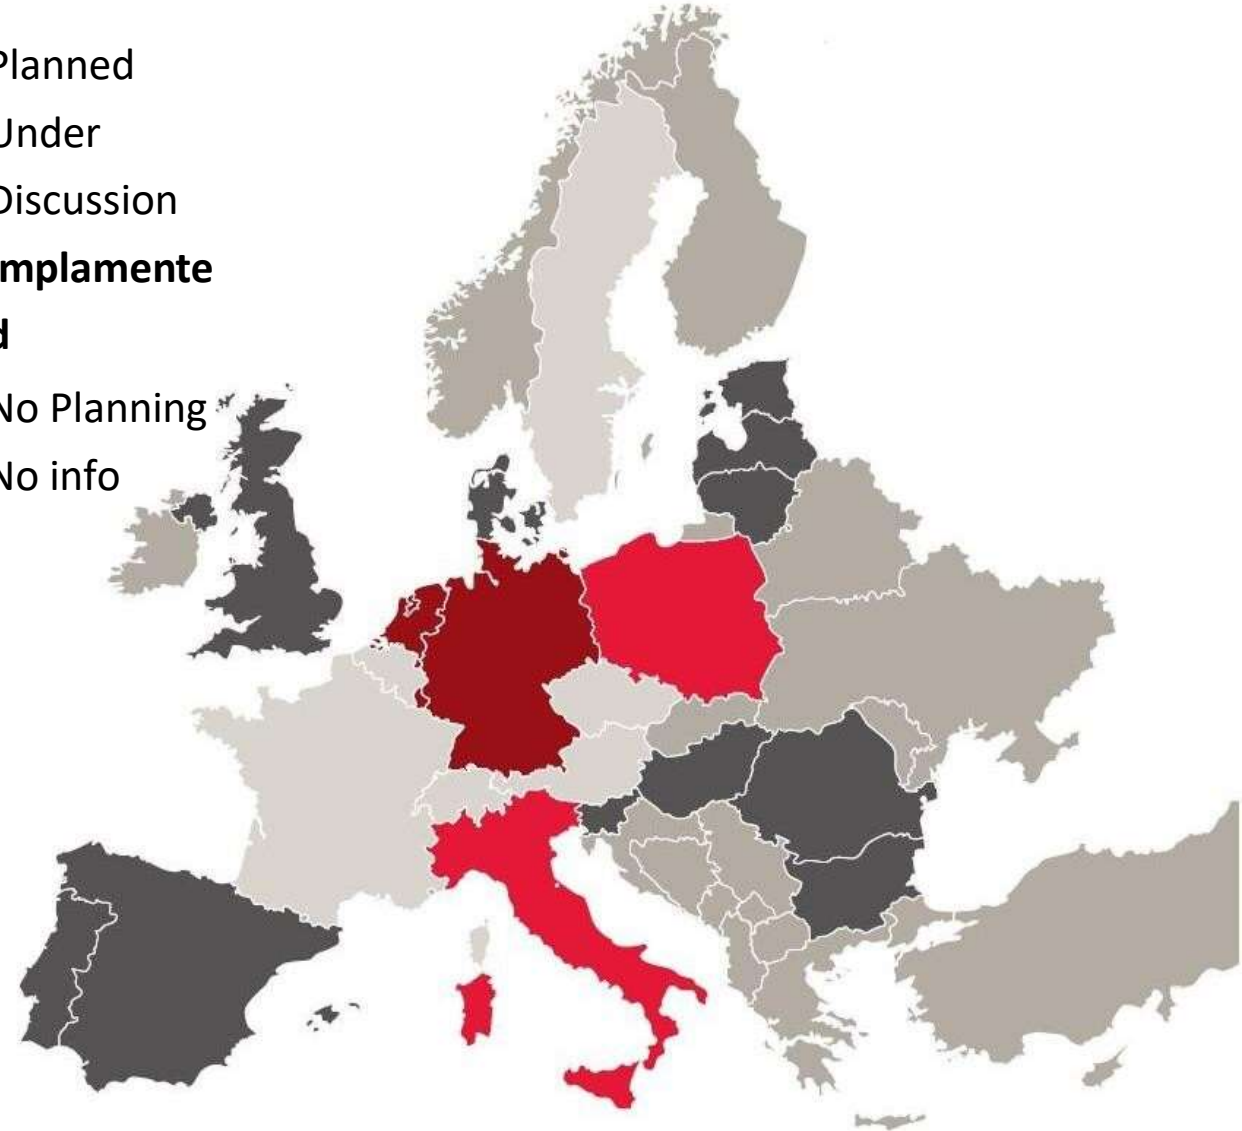 Planned
Under
Discussion
mplamente
d
No Planning
No info